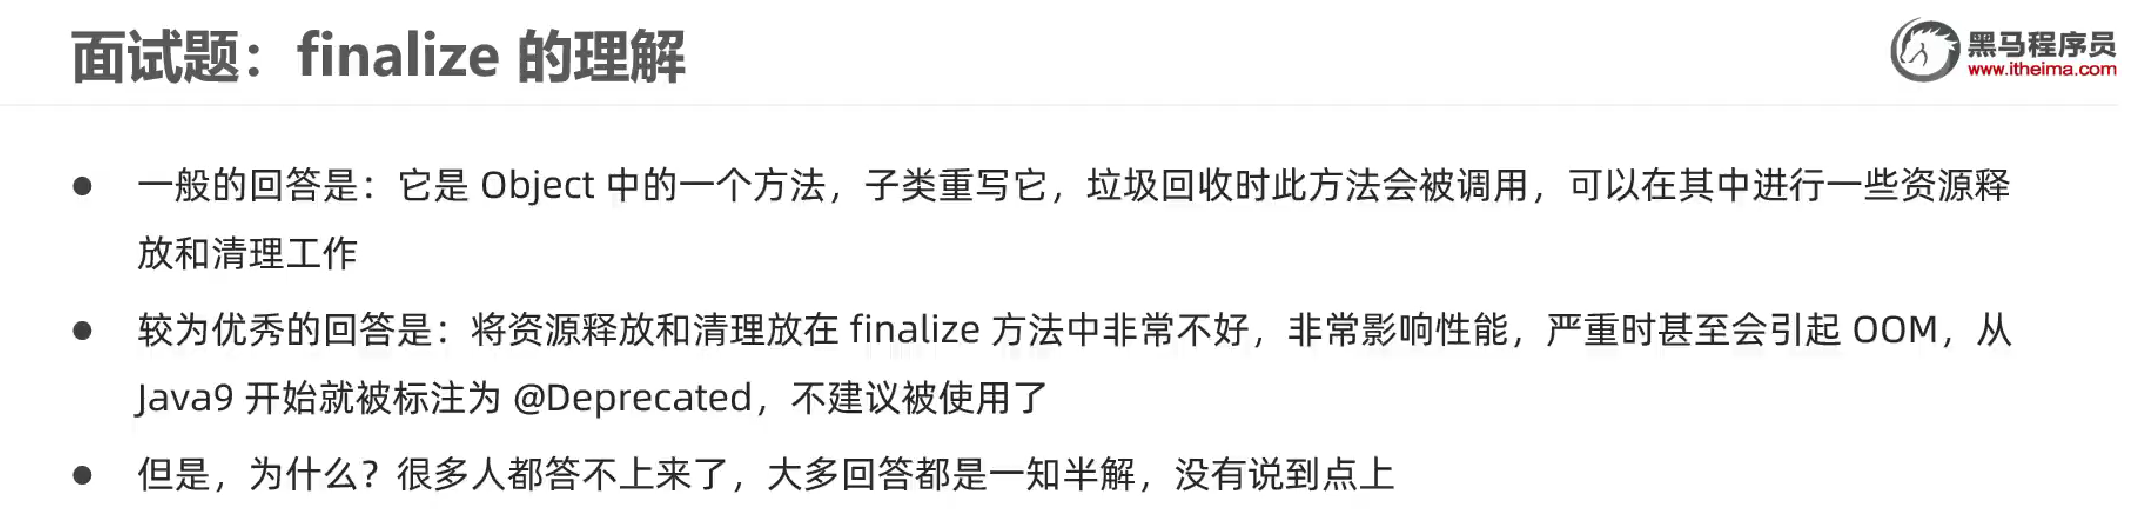 面试题：finalize 的理解
黑马程序员
www.itheima.com
一般的回答是：它是 Object 中的一个方法，子类重写它，垃圾回收时此方法会被调用，可以在其中进行一些资源释
放和清理工作
较为优秀的回答是：将资源释放和清理放在 finalize 方法中非常不好，非常影响性能，严重时甚至会引起 OOM，从
Java9 开始就被标注为 @Deprecated，不建议被使用了
但是，为什么？很多人都答不上来了，大多回答都是一知半解，没有说到点上